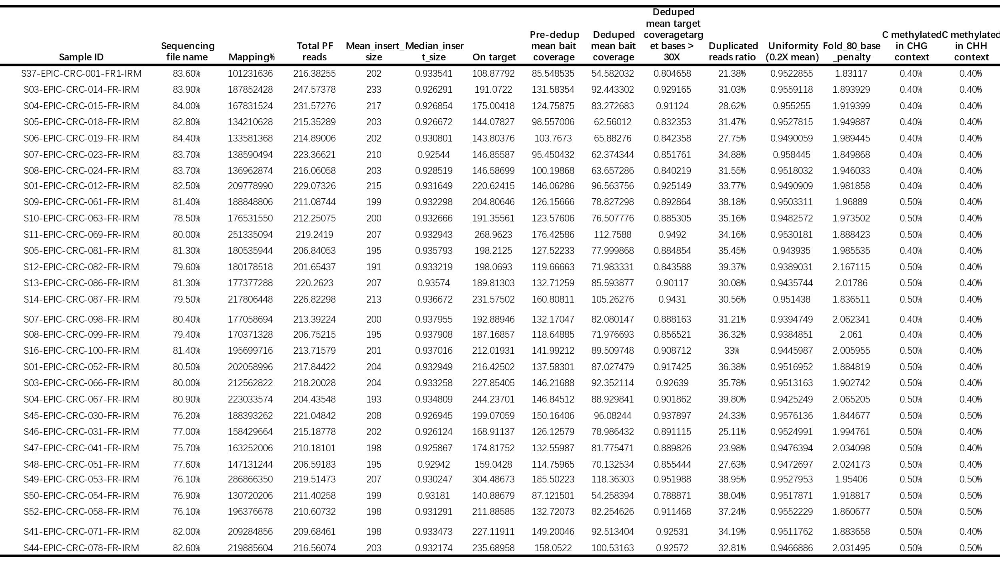 Sample ID Sequencing file name Mapping% Total PF reads Mean_insert_size Median_insert_size On target Pre-dedup mean bait coverage Deduped mean bait coverage Deduped mean target coveragetarget bases > 30X Duplicated reads ratio Uniformity (0.2X mean) Fold_80_base_penalty C methylated in CHG context C methylated in CHH context
S37-EPIC-CRC-001-FR1-IRM 83.60% 101231636 216.38255 202 0.933541 108.87792 85.548535 54.582032 0.804658 21.38% 0.9522855 1.83117 0.40% 0.40%
S03-EPIC-CRC-014-FR-IRM 83.90% 187852428 247.57378 233 0.926291 191.0722 131.58354 92.443302 0.929165 31.03% 0.9559118 1.893929 0.40% 0.40%
S04-EPIC-CRC-015-FR-IRM 84.00% 167831524 231.57276 217 0.926854 175.00418 124.75875 83.272683 0.91124 28.62% 0.955255 1.919399 0.40% 0.40%
S05-EPIC-CRC-018-FR-IRM 82.80% 134210628 215.35289 203 0.926672 144.07827 98.557006 62.56012 0.832353 31.47% 0.9527815 1.949887 0.40% 0.40%
S06-EPIC-CRC-019-FR-IRM 84.40% 133581368 214.89006 202 0.930801 143.80376 103.7673 65.88276 0.842358 27.75% 0.9490059 1.989445 0.40% 0.40%
S07-EPIC-CRC-023-FR-IRM 83.70% 138590494 223.36621 210 0.92544 146.85587 95.450432 62.374344 0.851761 34.88% 0.958445 1.849868 0.40% 0.40%
S08-EPIC-CRC-024-FR-IRM 83.70% 136962874 216.06058 203 0.928519 146.58699 100.19868 63.657286 0.840219 31.55% 0.9518032 1.946033 0.40% 0.40%
S01-EPIC-CRC-012-FR-IRM 82.50% 209778990 229.07326 215 0.931649 220.62415 146.06286 96.563756 0.925149 33.77% 0.9490909 1.981858 0.40% 0.40%
S09-EPIC-CRC-061-FR-IRM 81.40% 188848806 211.08744 199 0.932298 204.80646 126.15666 78.827298 0.892864 38.18% 0.9503311 1.96889 0.50% 0.40%
S10-EPIC-CRC-063-FR-IRM 78.50% 176531550 212.25075 200 0.932666 191.35561 123.57606 76.507776 0.885305 35.16% 0.9482572 1.973502 0.50% 0.40%
S11-EPIC-CRC-069-FR-IRM 80.00% 251335094 219.2419 207 0.932943 268.9623 176.42586 112.7588 0.9492 34.16% 0.9530181 1.888423 0.50% 0.40%
S05-EPIC-CRC-081-FR-IRM 81.30% 180535944 206.84053 195 0.935793 198.2125 127.52233 77.999868 0.884854 35.45% 0.943935 1.985535 0.40% 0.40%
S12-EPIC-CRC-082-FR-IRM 79.60% 180178518 201.65437 191 0.933219 198.0693 119.66663 71.983331 0.843588 39.37% 0.9389031 2.167115 0.50% 0.40%
S13-EPIC-CRC-086-FR-IRM 81.30% 177377288 220.2623 207 0.93574 189.81303 132.71259 85.593877 0.90117 30.08% 0.9435744 2.01786 0.50% 0.40%
S14-EPIC-CRC-087-FR-IRM 79.50% 217806448 226.82298 213 0.936672 231.57502 160.80811 105.26276 0.9431 30.56% 0.951438 1.836511 0.50% 0.40%
S07-EPIC-CRC-098-FR-IRM 80.40% 177058694 213.39224 200 0.937955 192.88946 132.17047 82.080147 0.888163 31.21% 0.9394749 2.062341 0.40% 0.40%
S08-EPIC-CRC-099-FR-IRM 79.40% 170371328 206.75215 195 0.937908 187.16857 118.64885 71.976693 0.856521 36.32% 0.9384851 2.061 0.40% 0.40%
S16-EPIC-CRC-100-FR-IRM 81.40% 195699716 213.71579 201 0.937016 212.01931 141.99212 89.509748 0.908712 33% 0.9445987 2.005955 0.50% 0.40%
S01-EPIC-CRC-052-FR-IRM 80.50% 202058996 217.84422 204 0.932949 216.42502 137.58301 87.027479 0.917425 36.38% 0.9516952 1.884819 0.50% 0.40%
S03-EPIC-CRC-066-FR-IRM 80.00% 212562822 218.20028 204 0.933258 227.85405 146.21688 92.352114 0.92639 35.78% 0.9513163 1.902742 0.50% 0.40%
S04-EPIC-CRC-067-FR-IRM 80.90% 223033574 204.43548 193 0.934809 244.23701 146.84512 88.929841 0.901862 39.80% 0.9425249 2.065205 0.50% 0.40%
S45-EPIC-CRC-030-FR-IRM 76.20% 188393262 221.04842 208 0.926945 199.07059 150.16406 96.08244 0.937897 24.33% 0.9576136 1.844677 0.50% 0.50%
S46-EPIC-CRC-031-FR-IRM 77.00% 158429664 215.18778 202 0.926124 168.91137 126.12579 78.986432 0.891115 25.11% 0.9524991 1.994761 0.50% 0.40%
S47-EPIC-CRC-041-FR-IRM 75.70% 163252006 210.18101 198 0.925867 174.81752 132.55987 81.775471 0.889826 23.98% 0.9476394 2.034098 0.50% 0.40%
S48-EPIC-CRC-051-FR-IRM 77.60% 147131244 206.59183 195 0.92942 159.0428 114.75965 70.132534 0.855444 27.63% 0.9472697 2.024173 0.50% 0.40%
S49-EPIC-CRC-053-FR-IRM 76.10% 286866350 219.51473 207 0.930247 304.48673 185.50223 118.36303 0.951988 38.95% 0.9527953 1.95406 0.50% 0.50%
S50-EPIC-CRC-054-FR-IRM 76.90% 130720206 211.40258 199 0.93181 140.88679 87.121501 54.258394 0.788871 38.04% 0.9517871 1.918817 0.50% 0.50%
S52-EPIC-CRC-058-FR-IRM 76.10% 196376678 210.60732 198 0.931291 211.88585 132.72073 82.254626 0.911468 37.24% 0.9552229 1.860677 0.50% 0.50%
S41-EPIC-CRC-071-FR-IRM 82.00% 209284856 209.68461 198 0.933473 227.11911 149.20046 92.513404 0.92531 34.19% 0.9511762 1.883658 0.50% 0.40%
S44-EPIC-CRC-078-FR-IRM 82.60% 219885604 216.56074 203 0.932174 235.68958 158.0522 100.53163 0.92572 32.81% 0.9466886 2.031495 0.50% 0.50%